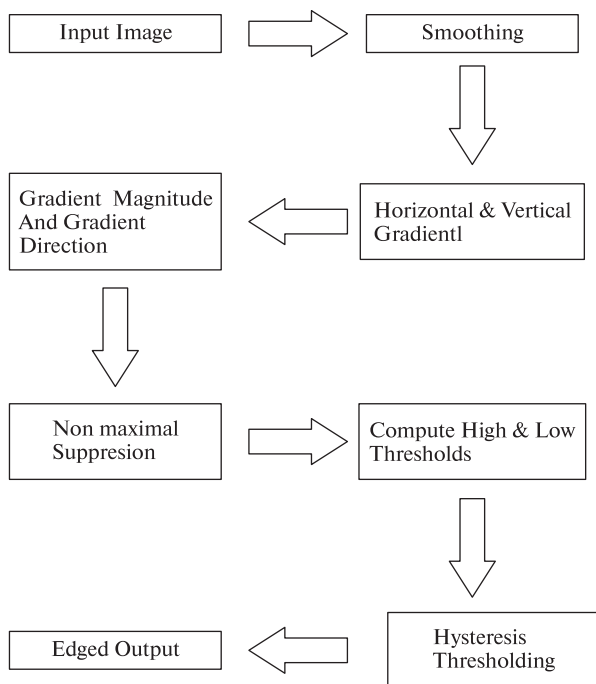 Input Image
Smoothing
Gradient Magnitude
And Gradient
Direction
Horizontal & Vertical
Gradientl
Non maximal
Suppresion
Compute High & Low
Thresholds
Edged Output
Hysteresis
Thresholding